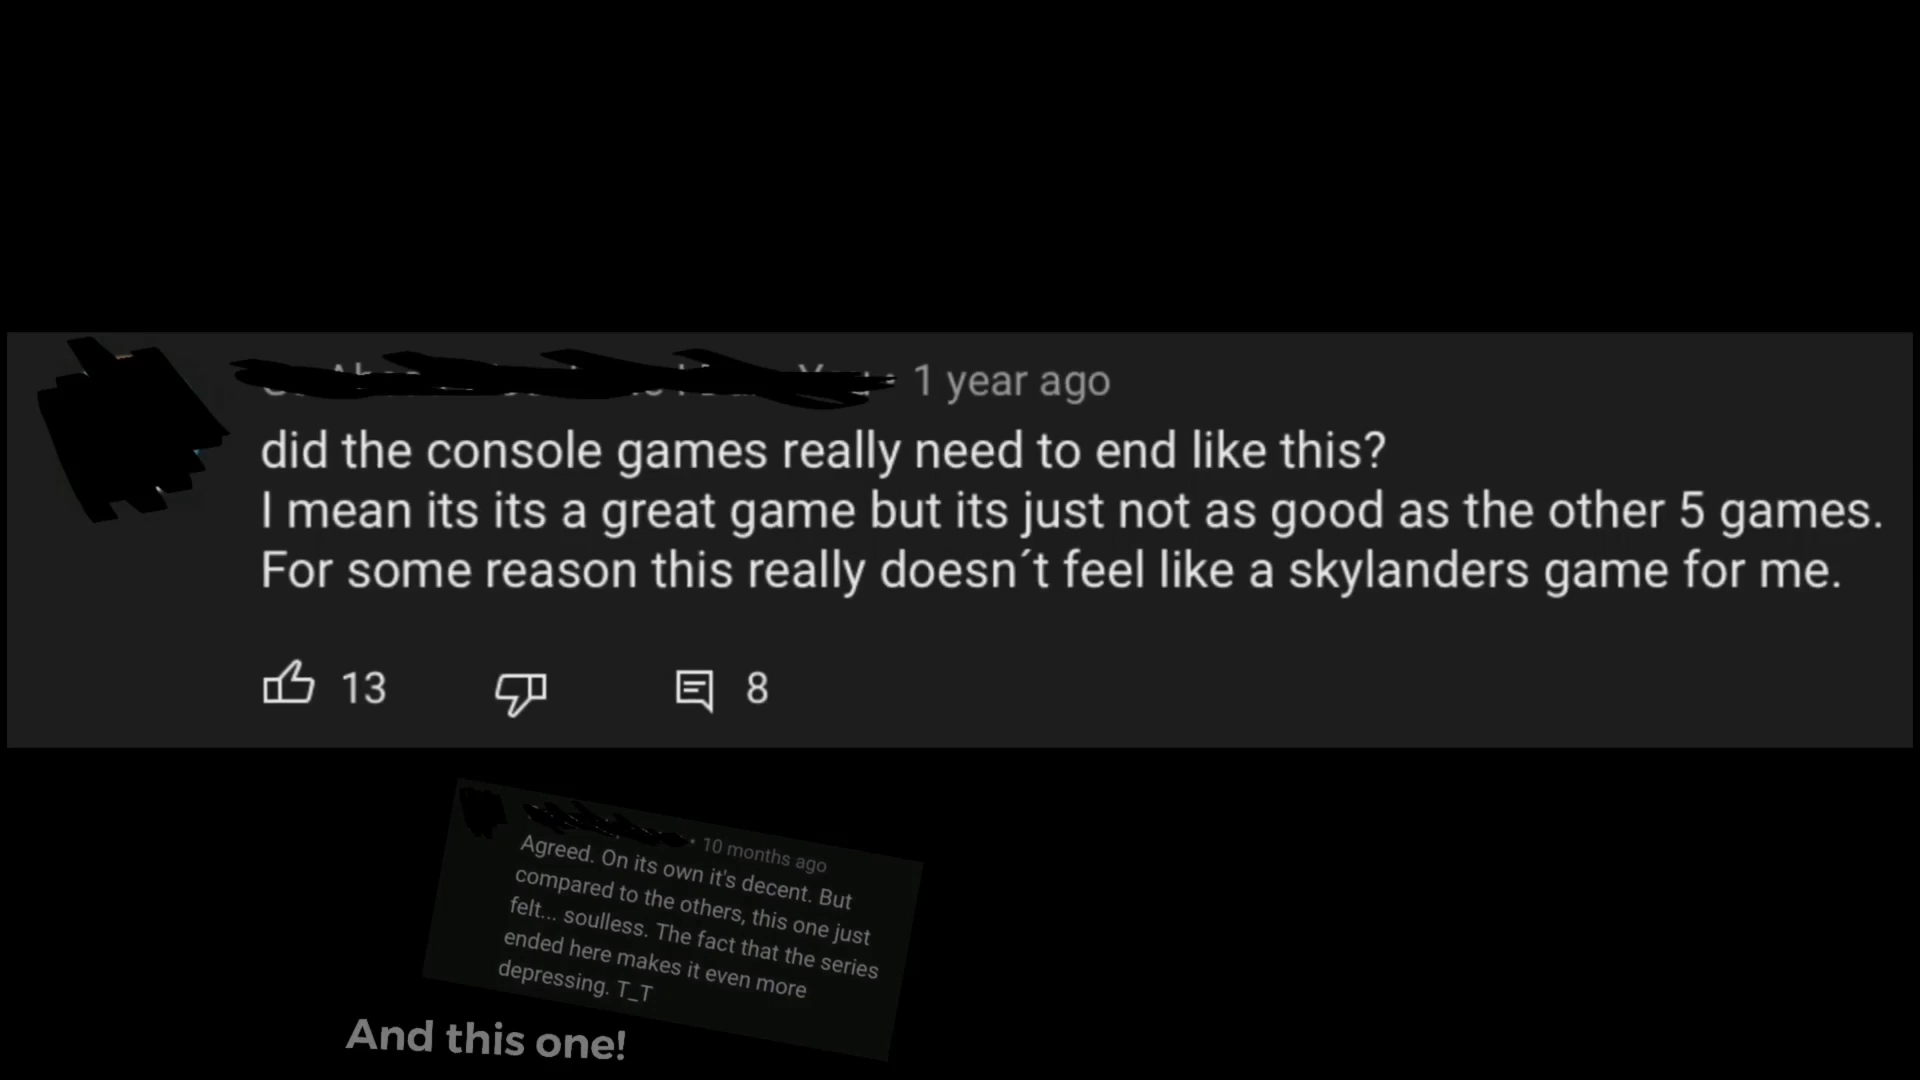 1 year ago
did the console games really need to end like this?
I mean its its a great game but its just not as good as the other 5 games.
For some reason this really doesn´t feel like a skylanders game for me.
13 8
· 10 months ago
Agreed. On its own it's decent. But
compared to the others, this one just
felt... soulless. The fact that the series
ended here makes it even more
depressing. T_T
And this one!